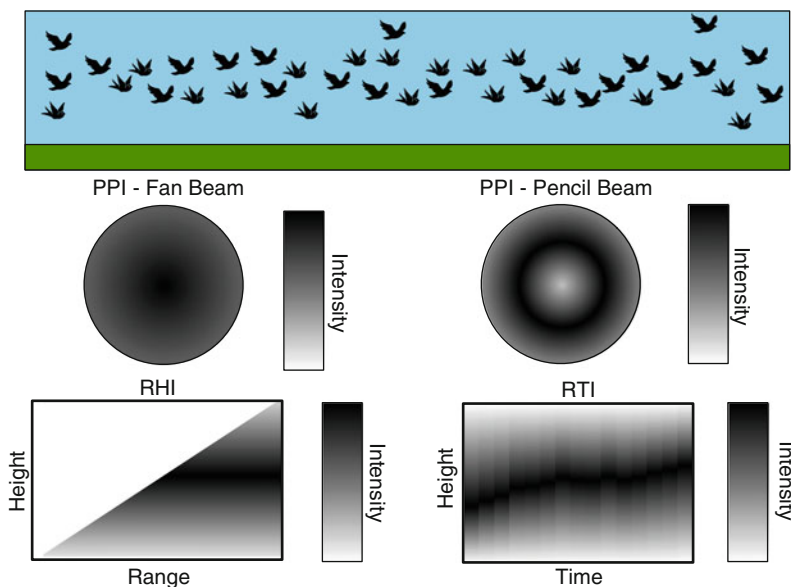 PPI - Fan Beam
PPI - Pencil Beam
Intensity
Intensity
RHI
RTI
Height
Intensity
Height
Intensity
Range
Time